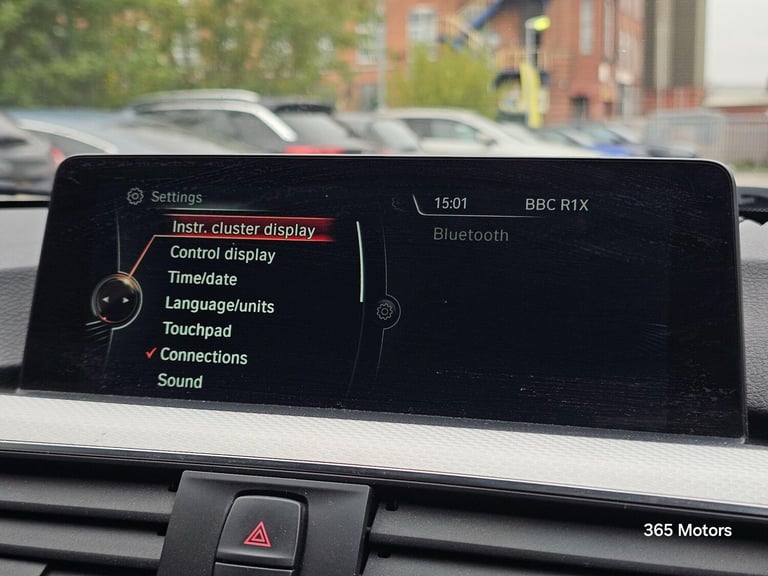 Settings
15:01
BBC R1X
Instr. cluster display
Bluetooth
Control display
Time/date
Language/units
Touchpad
Connections
Sound
365 Motors